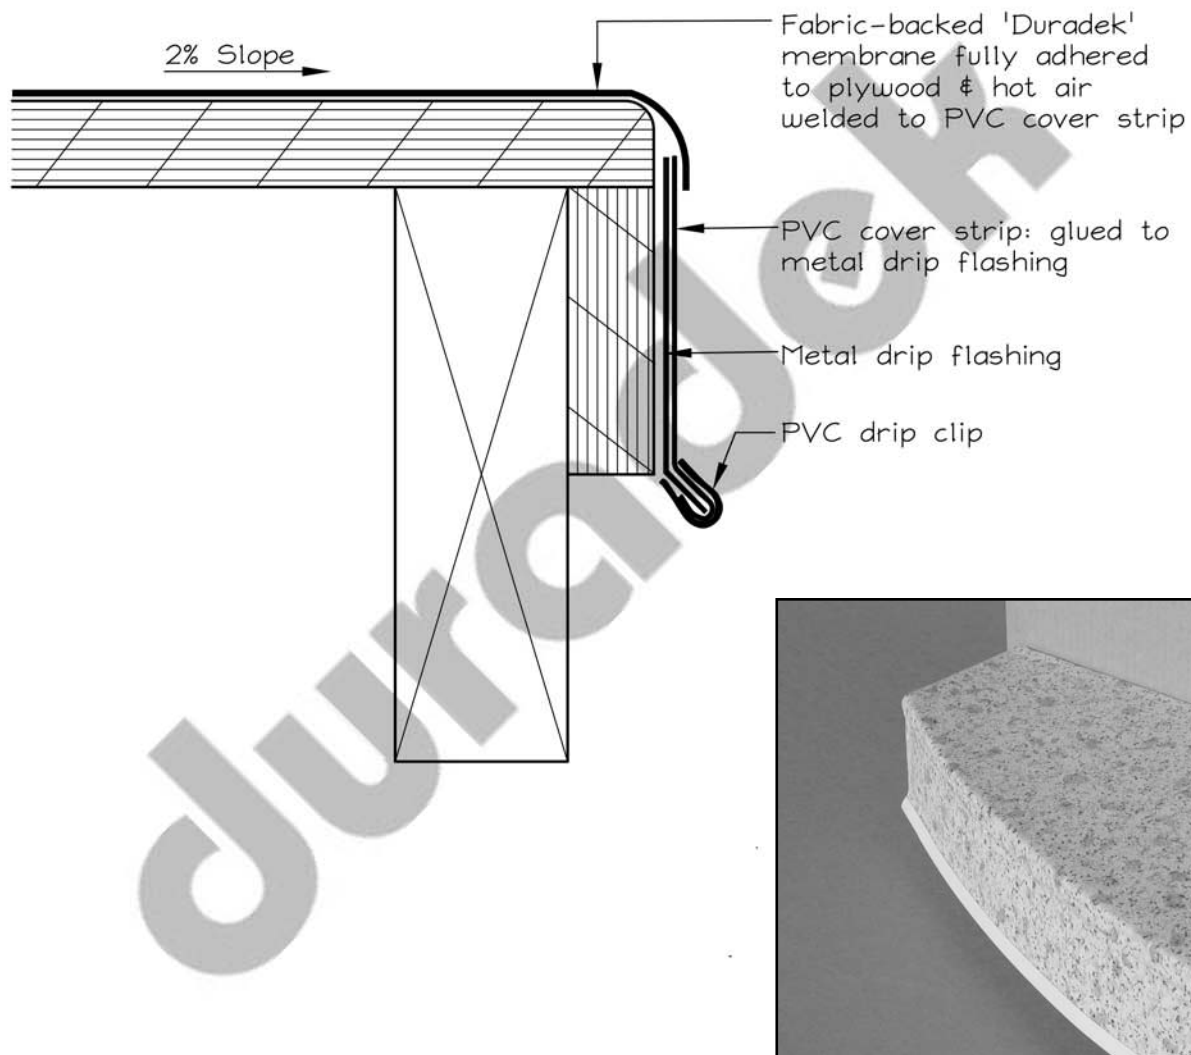 2% Slope
Fabric-backed 'Duradek'
membrane fully adhered
to plywood & hot air
welded to PVC cover strip
PVC cover strip: glued to
metal drip flashing
Metal drip flashing
PVC drip clip
duradek